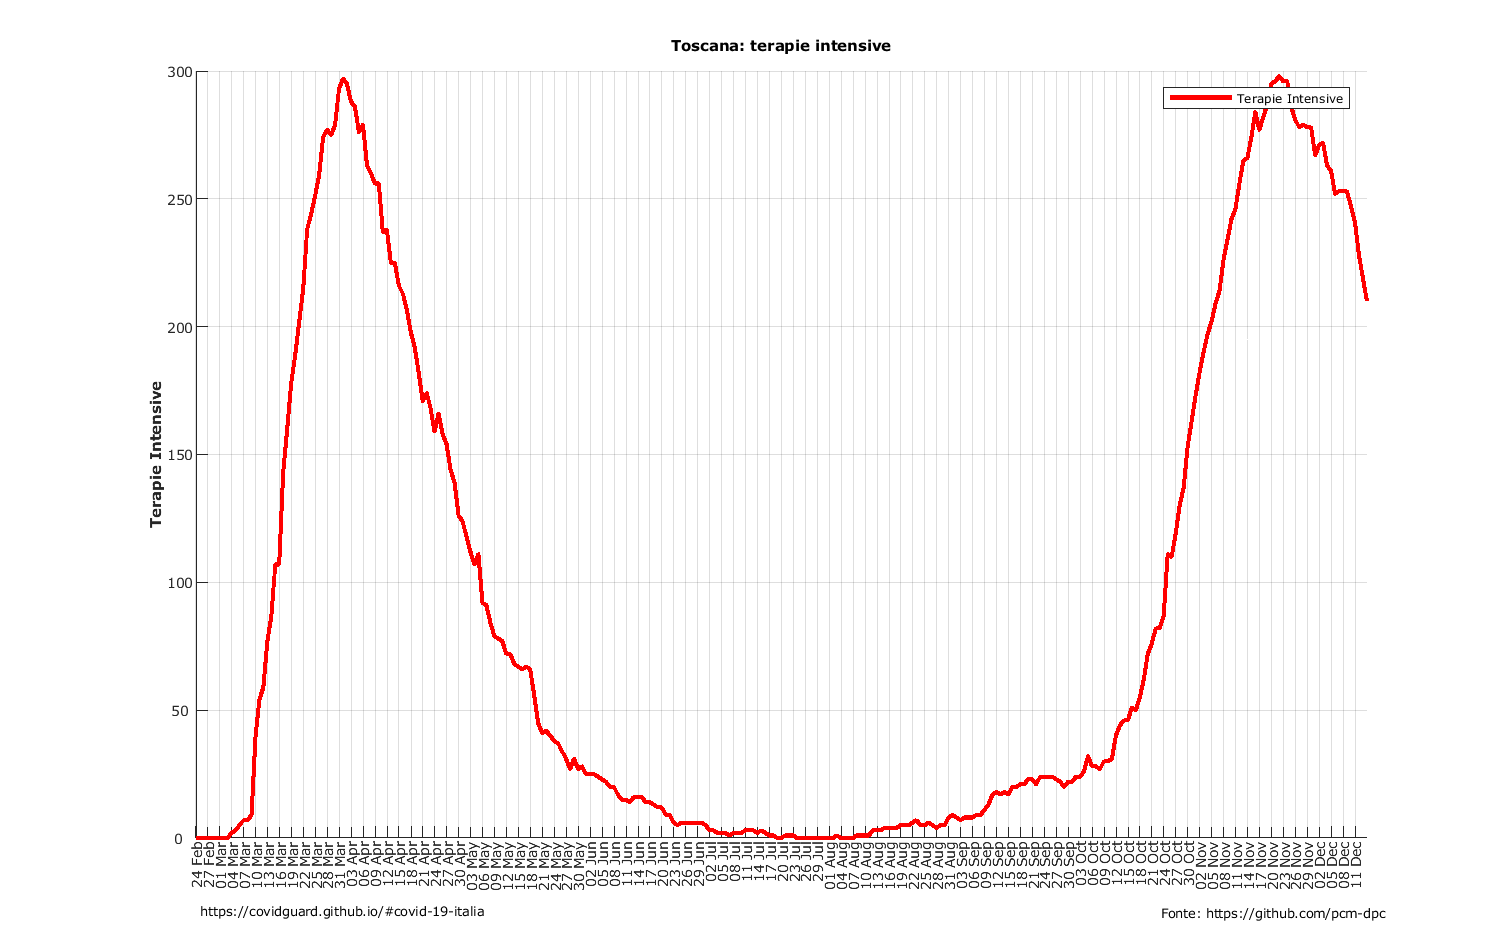 Toscana: terapie intensive
Terapie Intensive
Terapie Intensive
300
250
200
150
100
50
0
24 Feb
27 Feb
01 Mar
04 Mar
07 Mar
10 Mar
13 Mar
16 Mar
19 Mar
22 Mar
25 Mar
28 Mar
31 Mar
03 Apr
06 Apr
09 Apr
12 Apr
15 Apr
18 Apr
21 Apr
24 Apr
27 Apr
30 Apr
03 May
06 May
09 May
12 May
15 May
18 May
21 May
24 May
27 May
30 May
02 Jun
05 Jun
08 Jun
11 Jun
14 Jun
17 Jun
20 Jun
23 Jun
26 Jun
29 Jun
02 Jul
05 Jul
08 Jul
11 Jul
14 Jul
17 Jul
20 Jul
23 Jul
26 Jul
29 Jul
01 Aug
04 Aug
07 Aug
10 Aug
13 Aug
16 Aug
19 Aug
22 Aug
25 Aug
28 Aug
31 Aug
03 Sep
06 Sep
09 Sep
12 Sep
15 Sep
18 Sep
21 Sep
24 Sep
27 Sep
30 Sep
03 Oct
06 Oct
09 Oct
12 Oct
15 Oct
18 Oct
21 Oct
24 Oct
27 Oct
30 Oct
02 Nov
05 Nov
08 Nov
11 Nov
14 Nov
17 Nov
20 Nov
23 Nov
26 Nov
29 Nov
02 Dec
05 Dec
08 Dec
11 Dec
https://covidguard.github.io/#covid-19-italia
Fonte: https://github.com/pcm-dpc